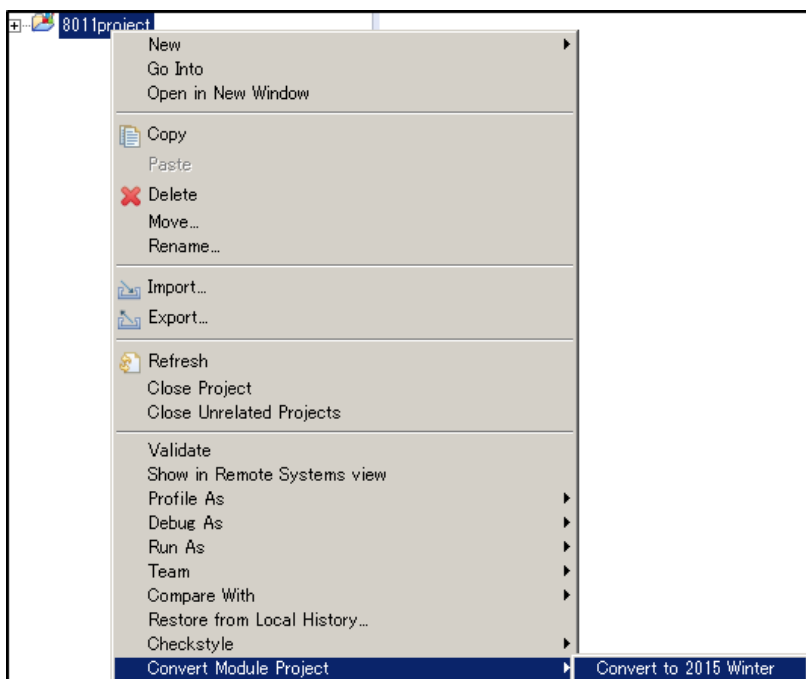 8011project
New
Go Into
Open in New Window
Copy
Paste
Delete
Move...
Rename...
Import...
Export...
Refresh
Close Project
Close Unrelated Projects
Validate
Show in Remote Systems view
Profile As
Debug As
Run As
Team
Compare With
Restore from Local History...
Checkstyle
Convert Module Project
Convert to 2015 Winter